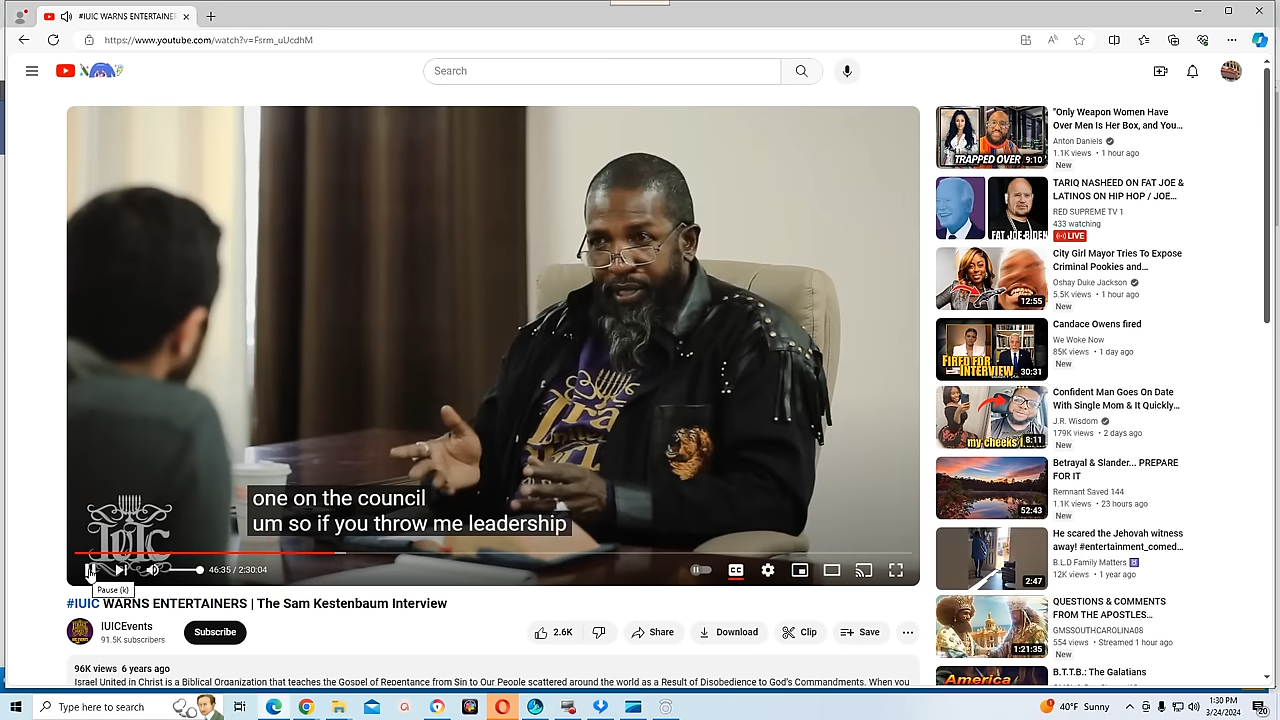 #IUIC WARNS ENTERTAINER
https://www.youtube.com/watch?v=Fsrm_uUcdhM
Search
one on the council
um so if you throw me leadership
IUIC
46:35 / 2:30:04
CC
Pause (k)
#IUIC WARNS ENTERTAINERS | The Sam Kestenbaum Interview
IUICEvents
91.5K subscribers
Subscribe
2.6K
Share
Download
Clip
Save
96K views 6 years ago
Israel United in Christ is a Biblical Organization that teaches the Gospel of Repentance from Sin to Our People scattered around the world as a Result of Disobedience to God's Commandments. When you
TRAPPED OVER
9:10
"Only Weapon Women Have
Over Men Is Her Box, and You...
Anton Daniels
1.1K views • 1 hour ago
New
FAT JOE BIDEN
TARIQ NASHEED ON FAT JOE &
LATINOS ON HIP HOP / JOE...
RED SUPREME TV 1
433 watching
LIVE
12:55
City Girl Mayor Tries To Expose
Criminal Pookies and...
Oshay Duke Jackson
5.5K views • 1 hour ago
New
FIRED FOR
INTERVIEW
30:31
Candace Owens fired
We Woke Now
85K views • 1 day ago
New
my cheeks
8:11
Confident Man Goes On Date
With Single Mom & It Quickly...
J.R. Wisdom
179K views • 2 days ago
New
52:43
Betrayal & Slander... PREPARE
FOR IT
Remnant Saved 144
1.1K views • 23 hours ago
New
2:47
He scared the Jehovah witness
away! #entertainment_comed...
B.L.D Family Matters
12K views • 1 year ago
1:21:35
QUESTIONS & COMMENTS
FROM THE APOSTLES...
GMSSOUTHCAROLINA08
554 views • Streamed 1 hour ago
New
America
B.T.T.B.: The Galatians
Type here to search
40°F Sunny
1:30 PM
3/24/2024
20